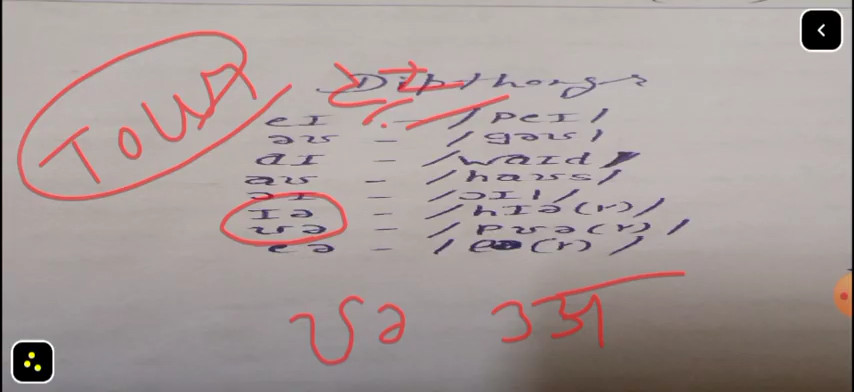 TOUR
Dipthongs
eɪ - /peɪ/
əʊ - /gəʊ/
aɪ - /waɪd/
aʊ - /haʊs/
ɔɪ - /ɔɪl/
ɪə - /hɪə(r)/
ʊə - /pʊə(r)/
eə - /eə(r)/
ʊə उअ